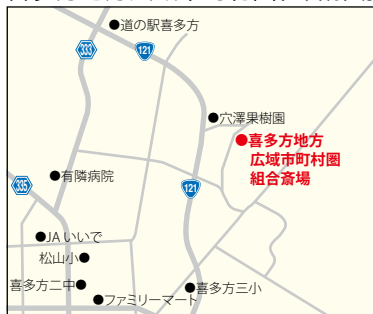 ●道の駅喜多方
333
121
●穴澤果樹園
●喜多方地方
広域市町村圏
組合斎場
●有隣病院
335
121
●JAいいで
松山小●
喜多方二中●
●喜多方三小
●ファミリーマート